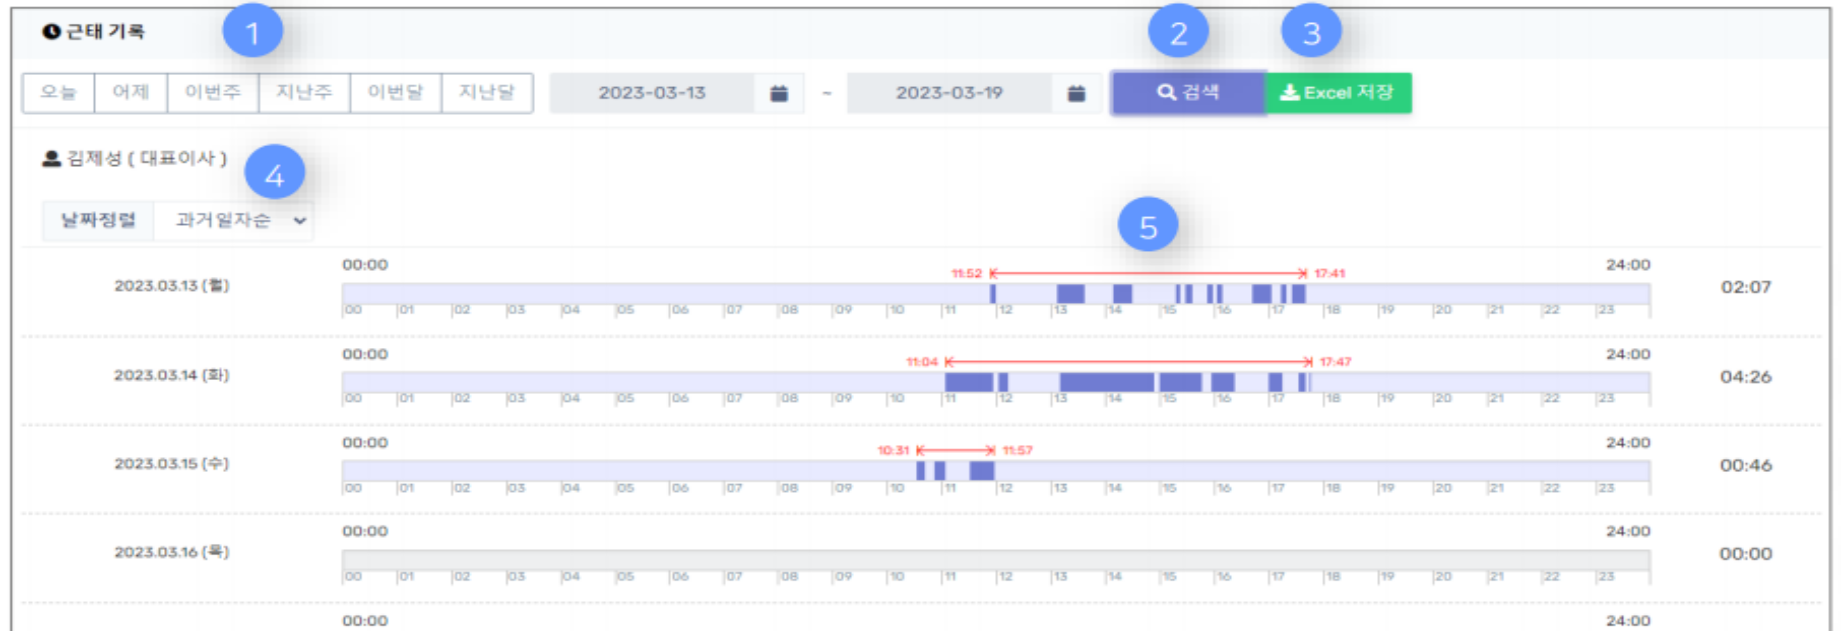 근태 기록
1
2
3
오늘 어제 이번주 지난주 이번달 지난달 2023-03-13 ~ 2023-03-19 검색 Excel 저장
김제성 ( 대표이사 )
4
날짜정렬 과거일자순
5
00:00 24:00
11:52 17:41
2023.03.13 (월) 02:07
00 01 02 03 04 05 06 07 08 09 10 11 12 13 14 15 16 17 18 19 20 21 22 23
00:00 24:00
11:04 17:47
2023.03.14 (화) 04:26
00 01 02 03 04 05 06 07 08 09 10 11 12 13 14 15 16 17 18 19 20 21 22 23
00:00 24:00
10:31 11:57
2023.03.15 (수) 00:46
00 01 02 03 04 05 06 07 08 09 10 11 12 13 14 15 16 17 18 19 20 21 22 23
00:00 24:00
2023.03.16 (목) 00:00
00 01 02 03 04 05 06 07 08 09 10 11 12 13 14 15 16 17 18 19 20 21 22 23
00:00 24:00